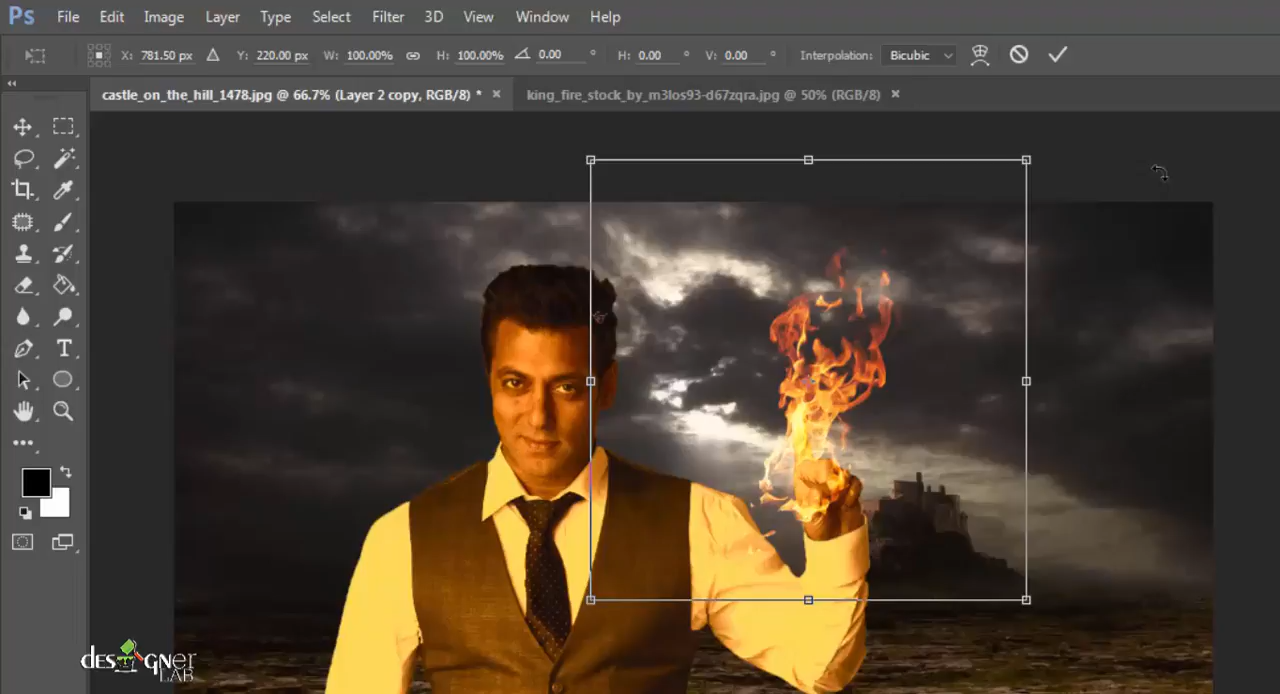 Ps File Edit Image Layer Type Select Filter 3D View Window Help
X: 781.50 px Y: 220.00 px W: 100.00% H: 100.00% 0.00 ° H: 0.00 ° V: 0.00 ° Interpolation: Bicubic
castle_on_the_hill_1478.jpg @ 66.7% (Layer 2 copy, RGB/8) * × king_fire_stock_by_m3los93-d67zqra.jpg @ 50% (RGB/8) ×
T
designer
LAB